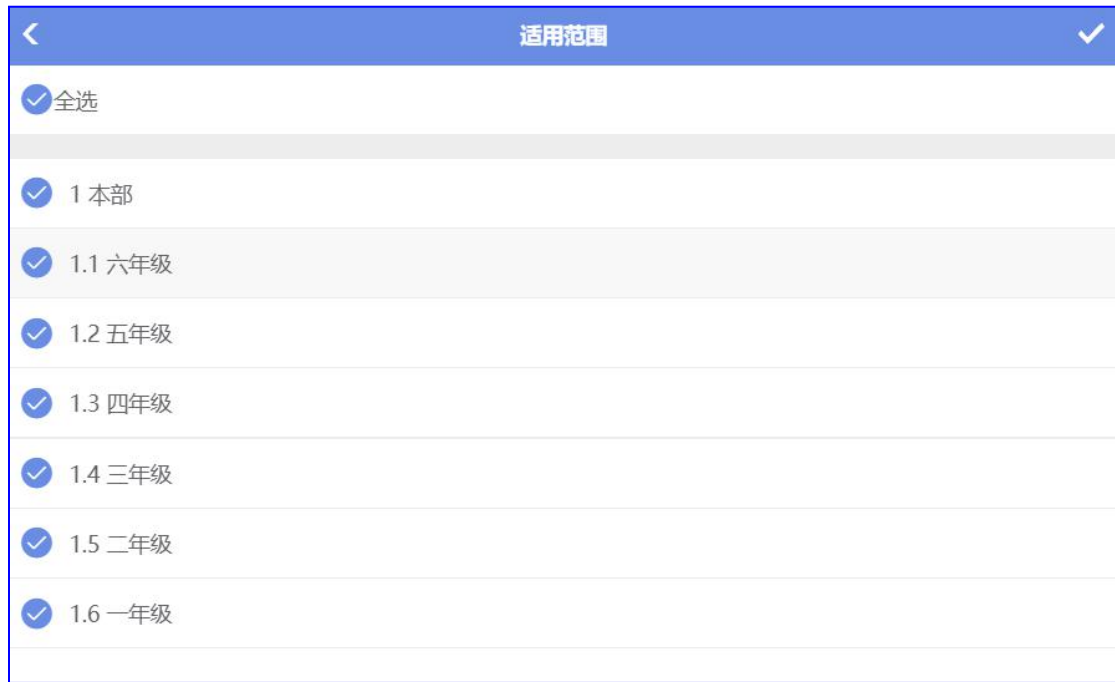 适用范围
全选
1 本部
1.1 六年级
1.2 五年级
1.3 四年级
1.4 三年级
1.5 二年级
1.6 一年级